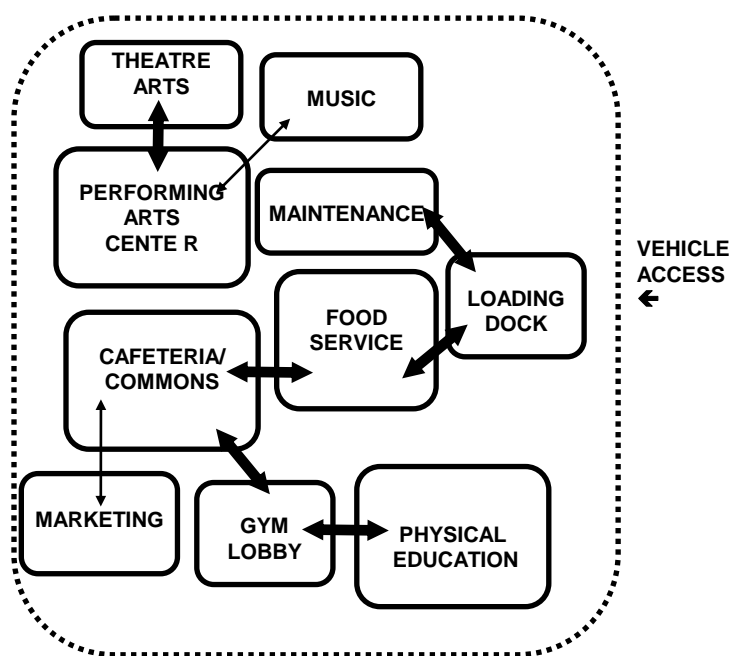 THEATRE
ARTS
MUSIC
PERFORMING
ARTS
CENTE R
MAINTENANCE
VEHICLE
ACCESS
LOADING
DOCK
FOOD
SERVICE
CAFETERIA/
COMMONS
MARKETING
GYM
LOBBY
PHYSICAL
EDUCATION